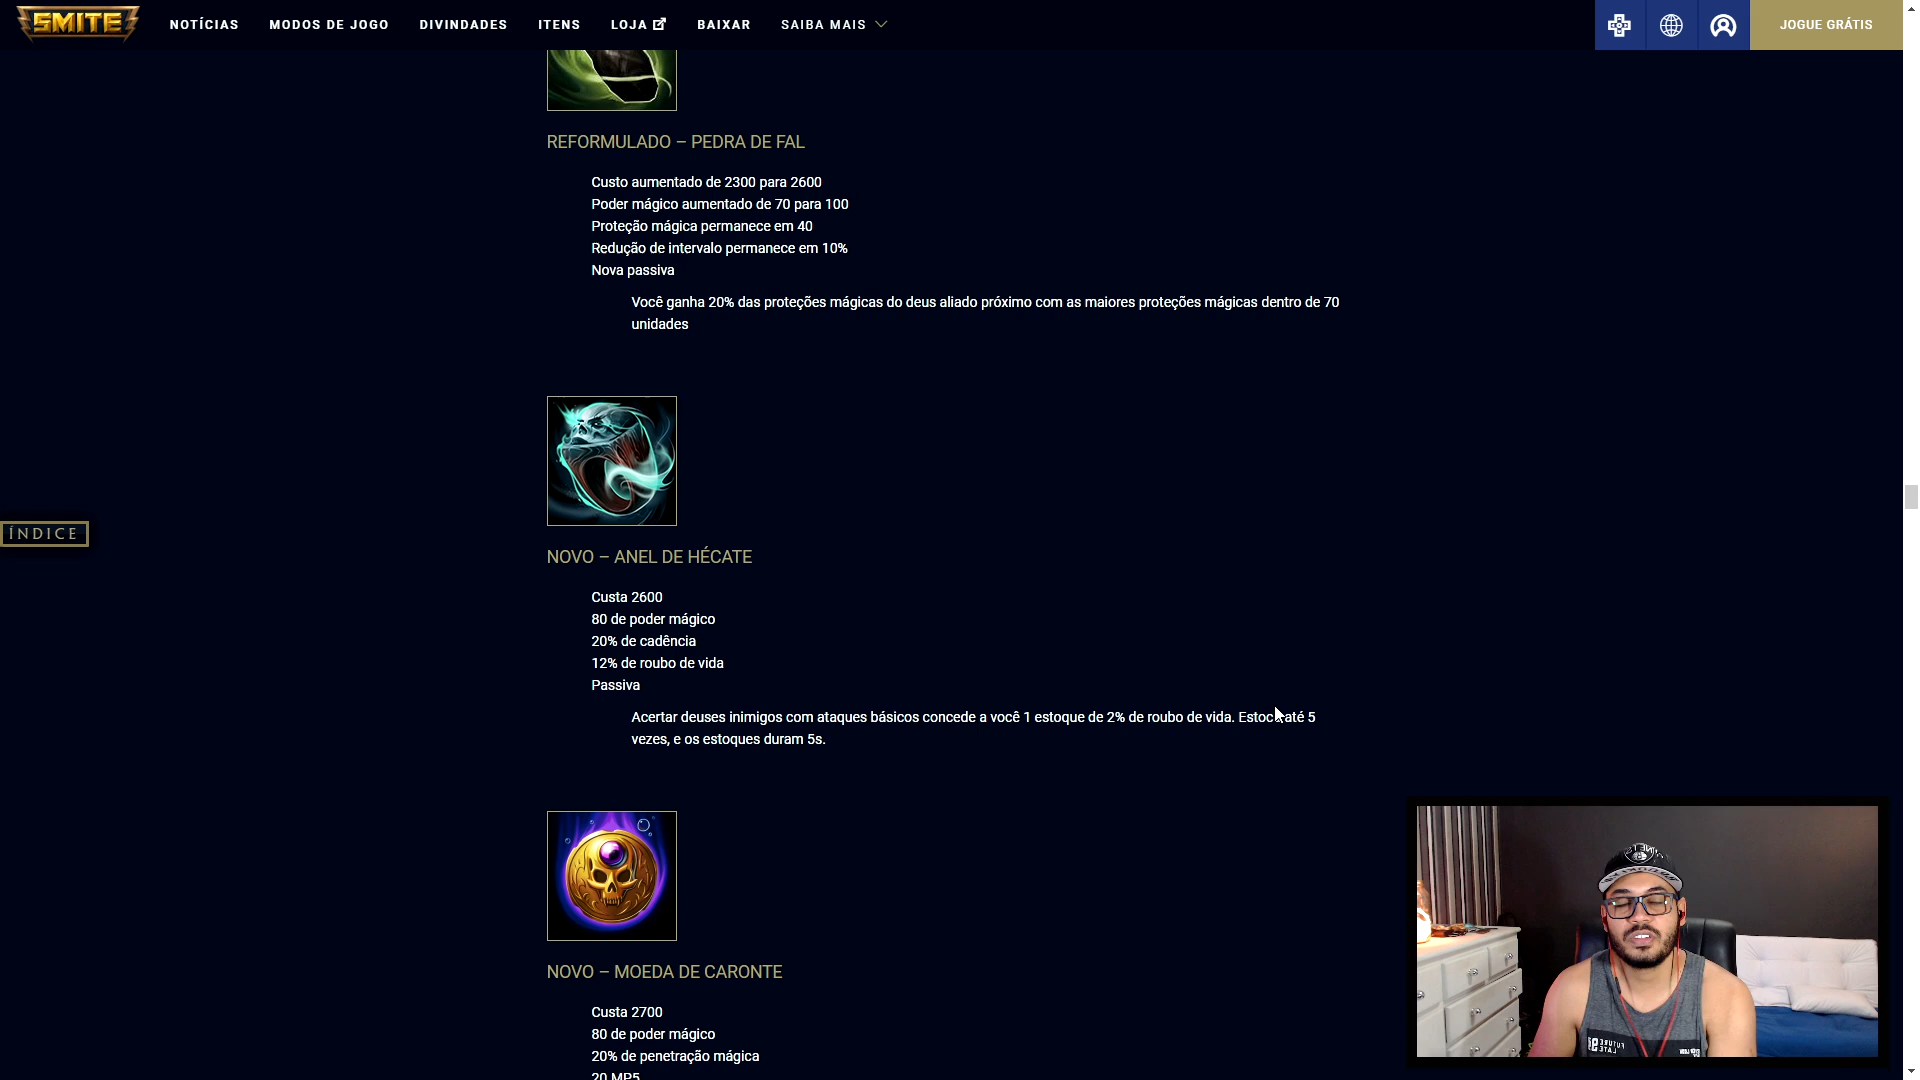 SMITE NOTÍCIAS MODOS DE JOGO DIVINDADES ITENS LOJA BAIXAR SAIBA MAIS JOGUE GRÁTIS
REFORMULADO – PEDRA DE FAL
Custo aumentado de 2300 para 2600
Poder mágico aumentado de 70 para 100
Proteção mágica permanece em 40
Redução de intervalo permanece em 10%
Nova passiva
Você ganha 20% das proteções mágicas do deus aliado próximo com as maiores proteções mágicas dentro de 70
unidades
ÍNDICE
NOVO – ANEL DE HÉCATE
Custa 2600
80 de poder mágico
20% de cadência
12% de roubo de vida
Passiva
Acertar deuses inimigos com ataques básicos concede a você 1 estoque de 2% de roubo de vida. Estoc até 5
vezes, e os estoques duram 5s.
NOVO – MOEDA DE CARONTE
Custa 2700
80 de poder mágico
20% de penetração mágica
20 MP5
FUTURE
LATE